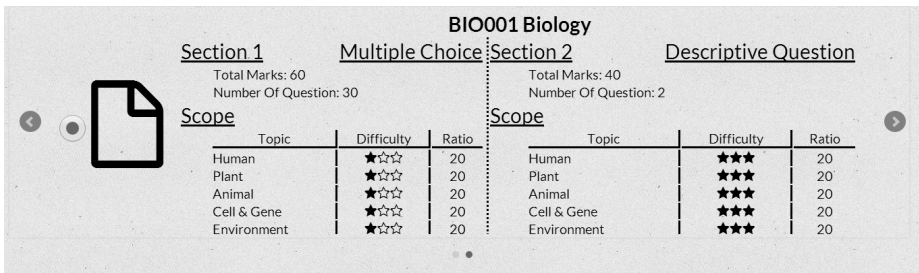 BIO001 Biology
Section 1 Multiple Choice
Total Marks: 60
Number Of Question: 30
Scope
Topic Difficulty Ratio
Human ★☆☆ 20
Plant ★☆☆ 20
Animal ★☆☆ 20
Cell & Gene ★☆☆ 20
Environment ★☆☆ 20
Section 2 Descriptive Question
Total Marks: 40
Number Of Question: 2
Scope
Topic Difficulty Ratio
Human ★★★ 20
Plant ★★★ 20
Animal ★★★ 20
Cell & Gene ★★★ 20
Environment ★★★ 20